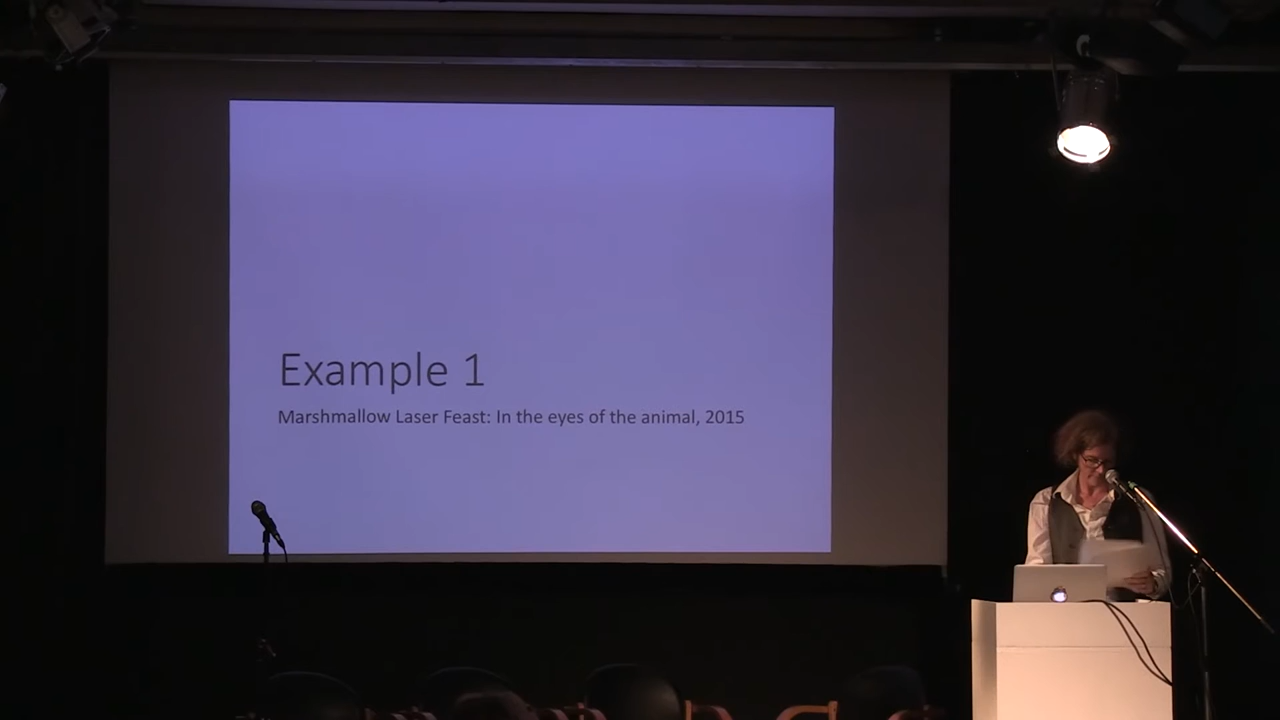 Example 1
Marshmallow Laser Feast: In the eyes of the animal, 2015